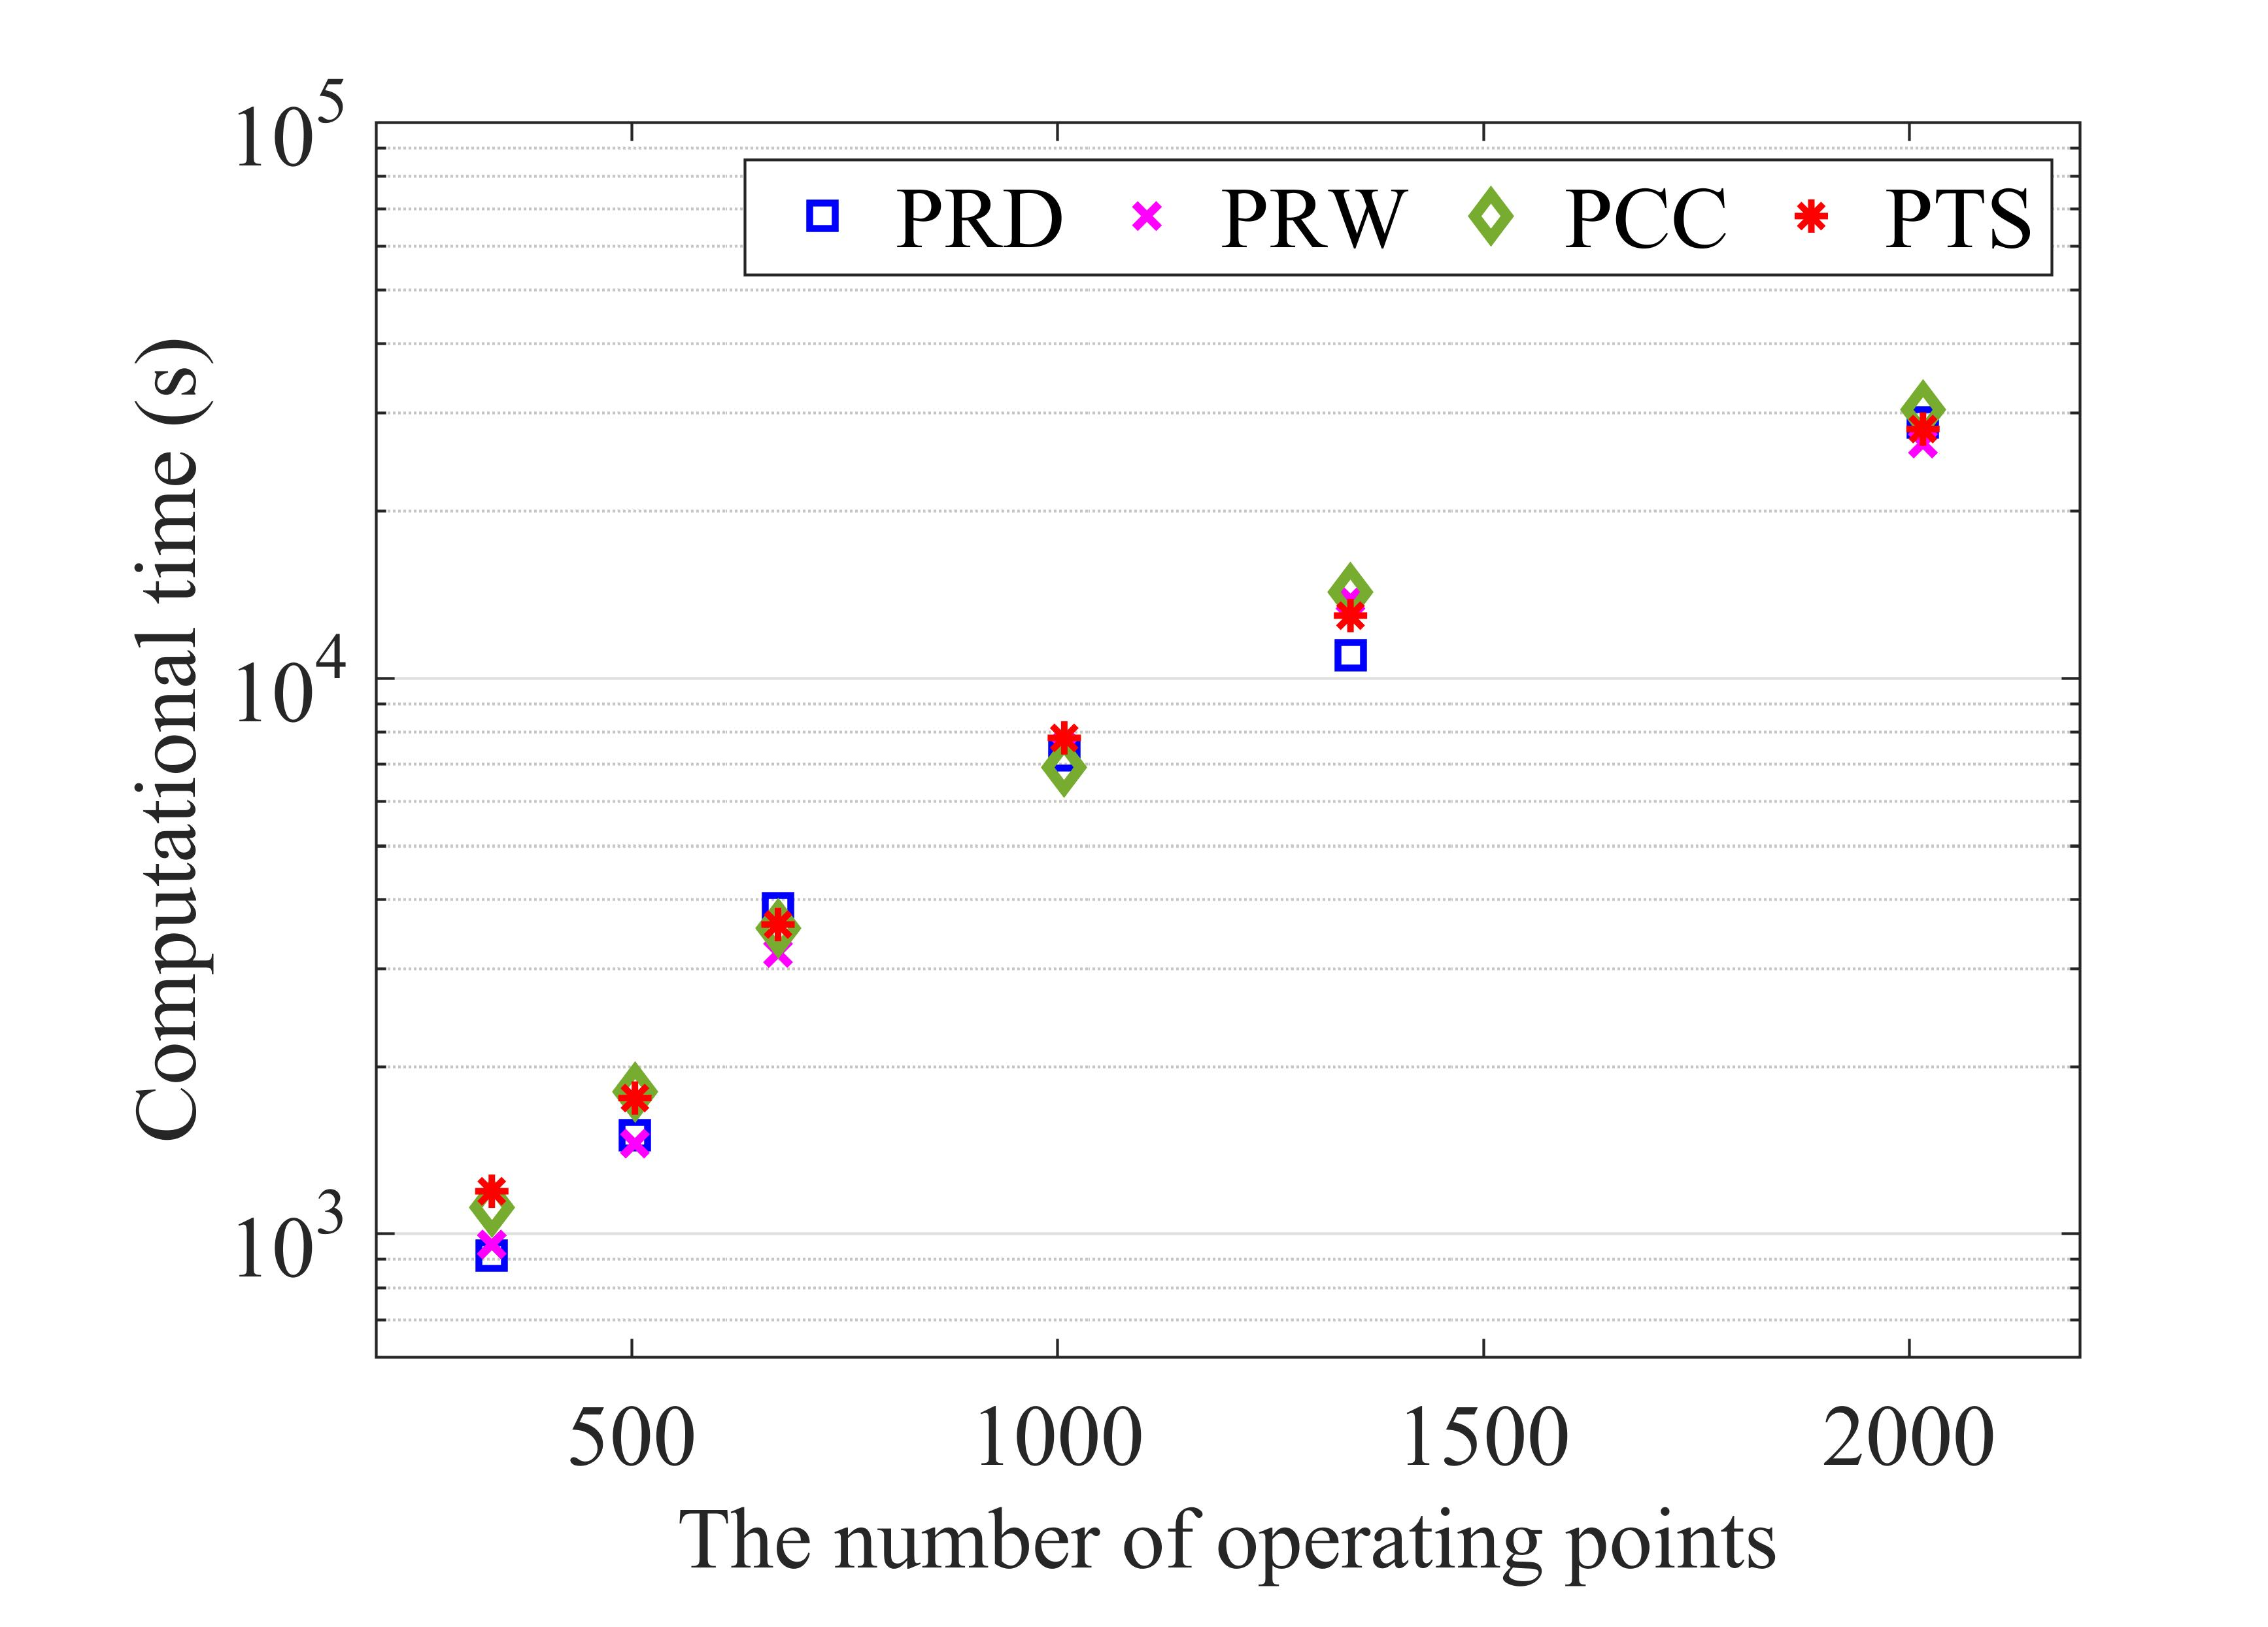 10^5
PRD PRW PCC PTS
Computational time (s)
10^4
10^3
500 1000 1500 2000
The number of operating points